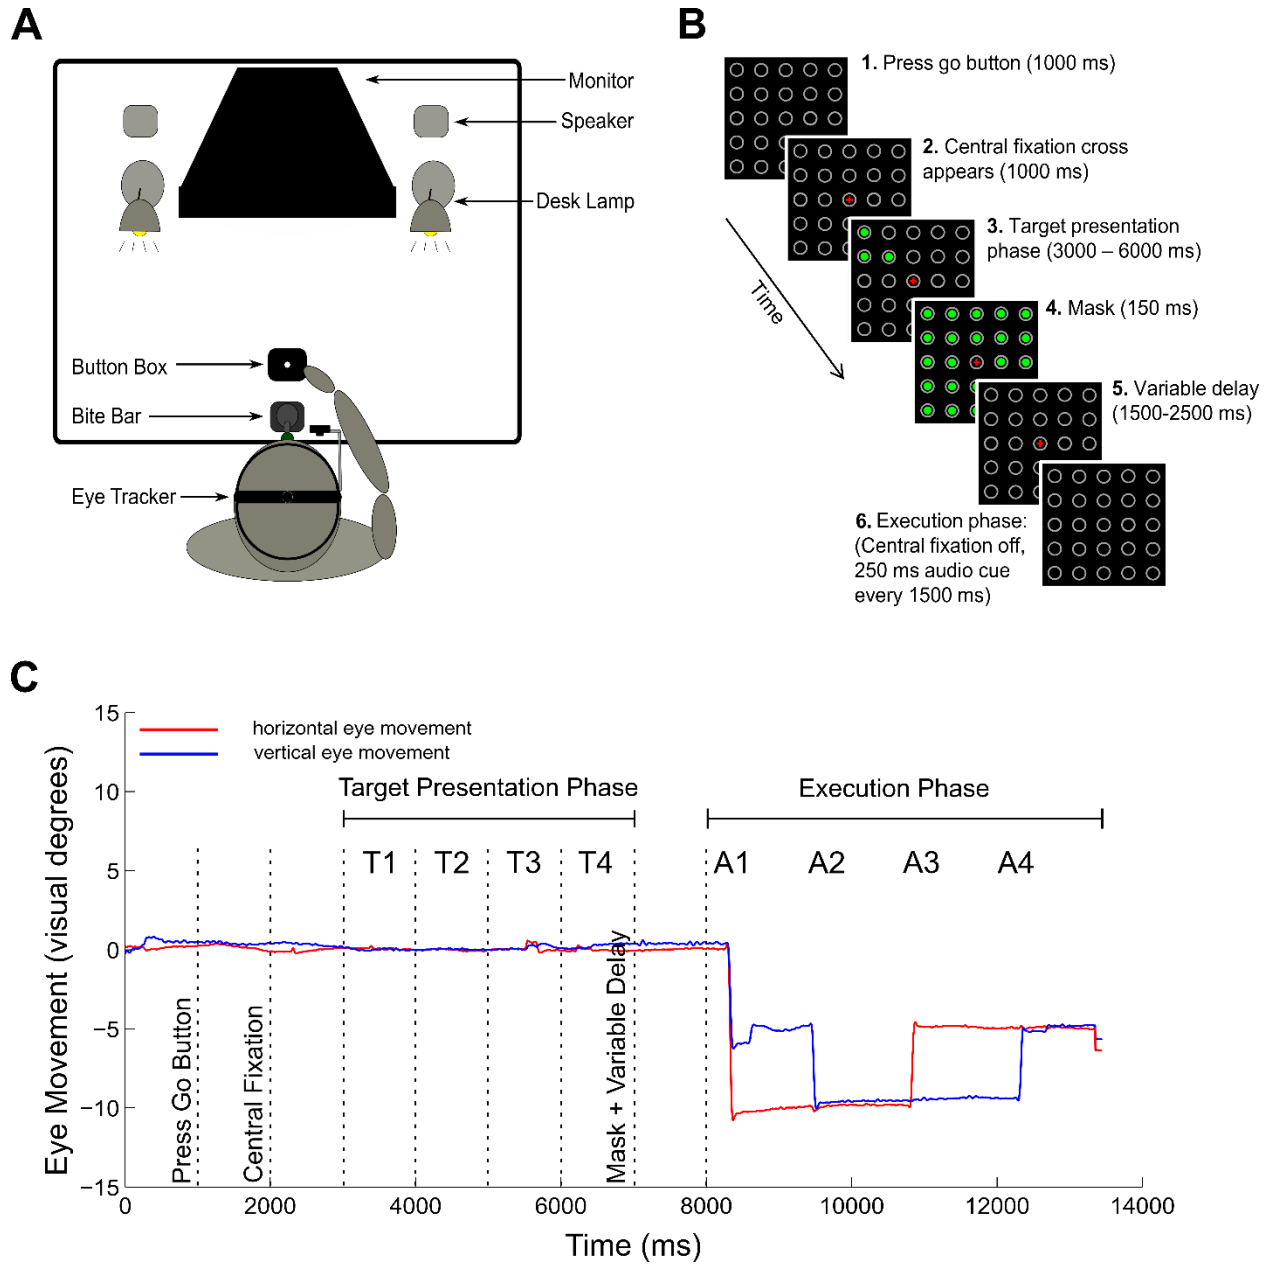 A
Monitor
Speaker
Desk Lamp
Button Box
Bite Bar
Eye Tracker
B
1. Press go button (1000 ms)
2. Central fixation cross
appears (1000 ms)
3. Target presentation
phase (3000 – 6000 ms)
4. Mask (150 ms)
5. Variable delay
(1500-2500 ms)
6. Execution phase:
(Central fixation off,
250 ms audio cue
every 1500 ms)
Time
C
horizontal eye movement
vertical eye movement
Target Presentation Phase
Execution Phase
T1
T2
T3
T4
A1
A2
A3
A4
Press Go Button
Central Fixation
Mask + Variable Delay
Eye Movement (visual degrees)
15
10
5
0
−5
−10
−15
0
2000
4000
6000
8000
10000
12000
14000
Time (ms)